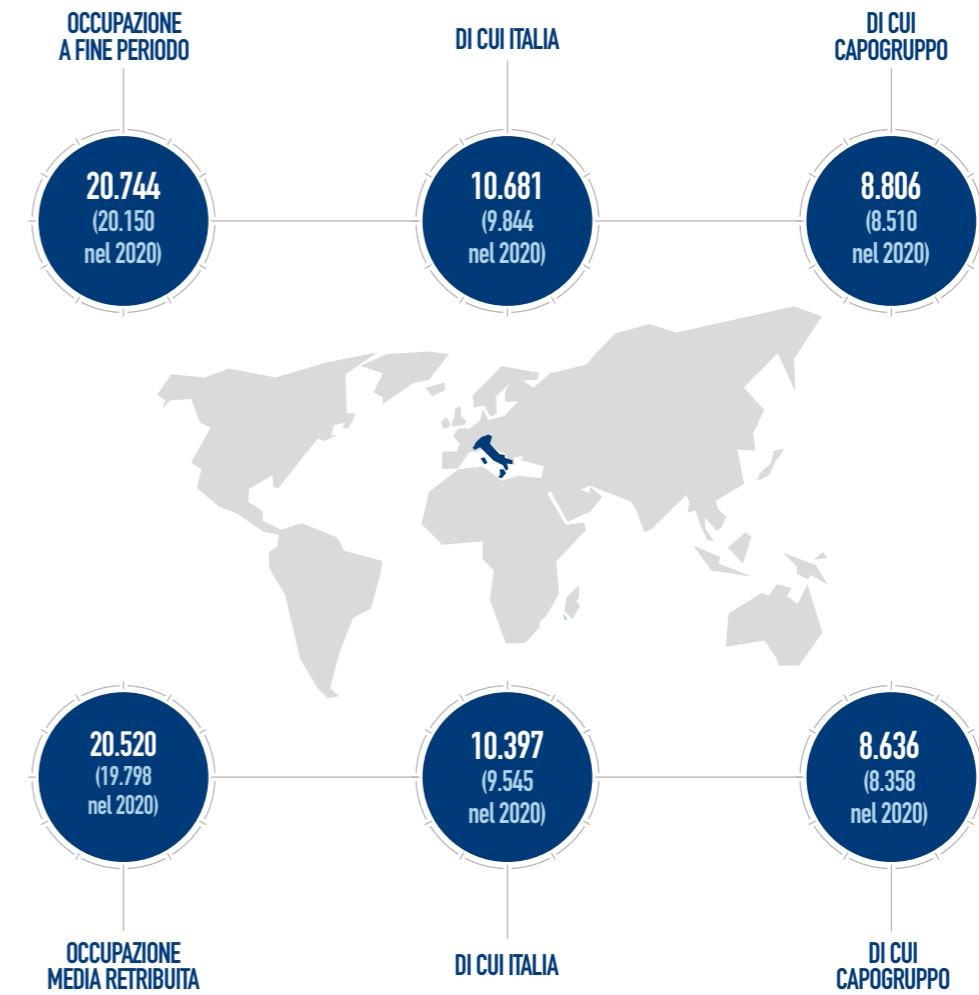 OCCUPAZIONE
A FINE PERIODO
DI CUI ITALIA
DI CUI
CAPOGRUPPO
20.744
(20.150
nel 2020)
10.681
(9.844
nel 2020)
8.806
(8.510
nel 2020)
20.520
(19.798
nel 2020)
10.397
(9.545
nel 2020)
8.636
(8.358
nel 2020)
OCCUPAZIONE
MEDIA RETRIBUITA
DI CUI ITALIA
DI CUI
CAPOGRUPPO